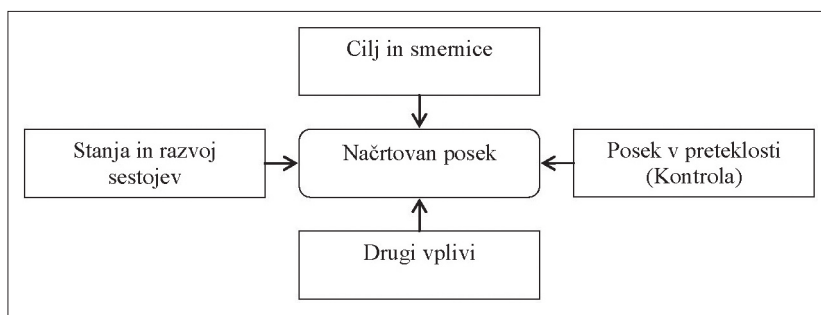 Cilj in smernice
Stanja in razvoj
sestojev
Načrtovan posek
Posek v preteklosti
(Kontrola)
Drugi vplivi